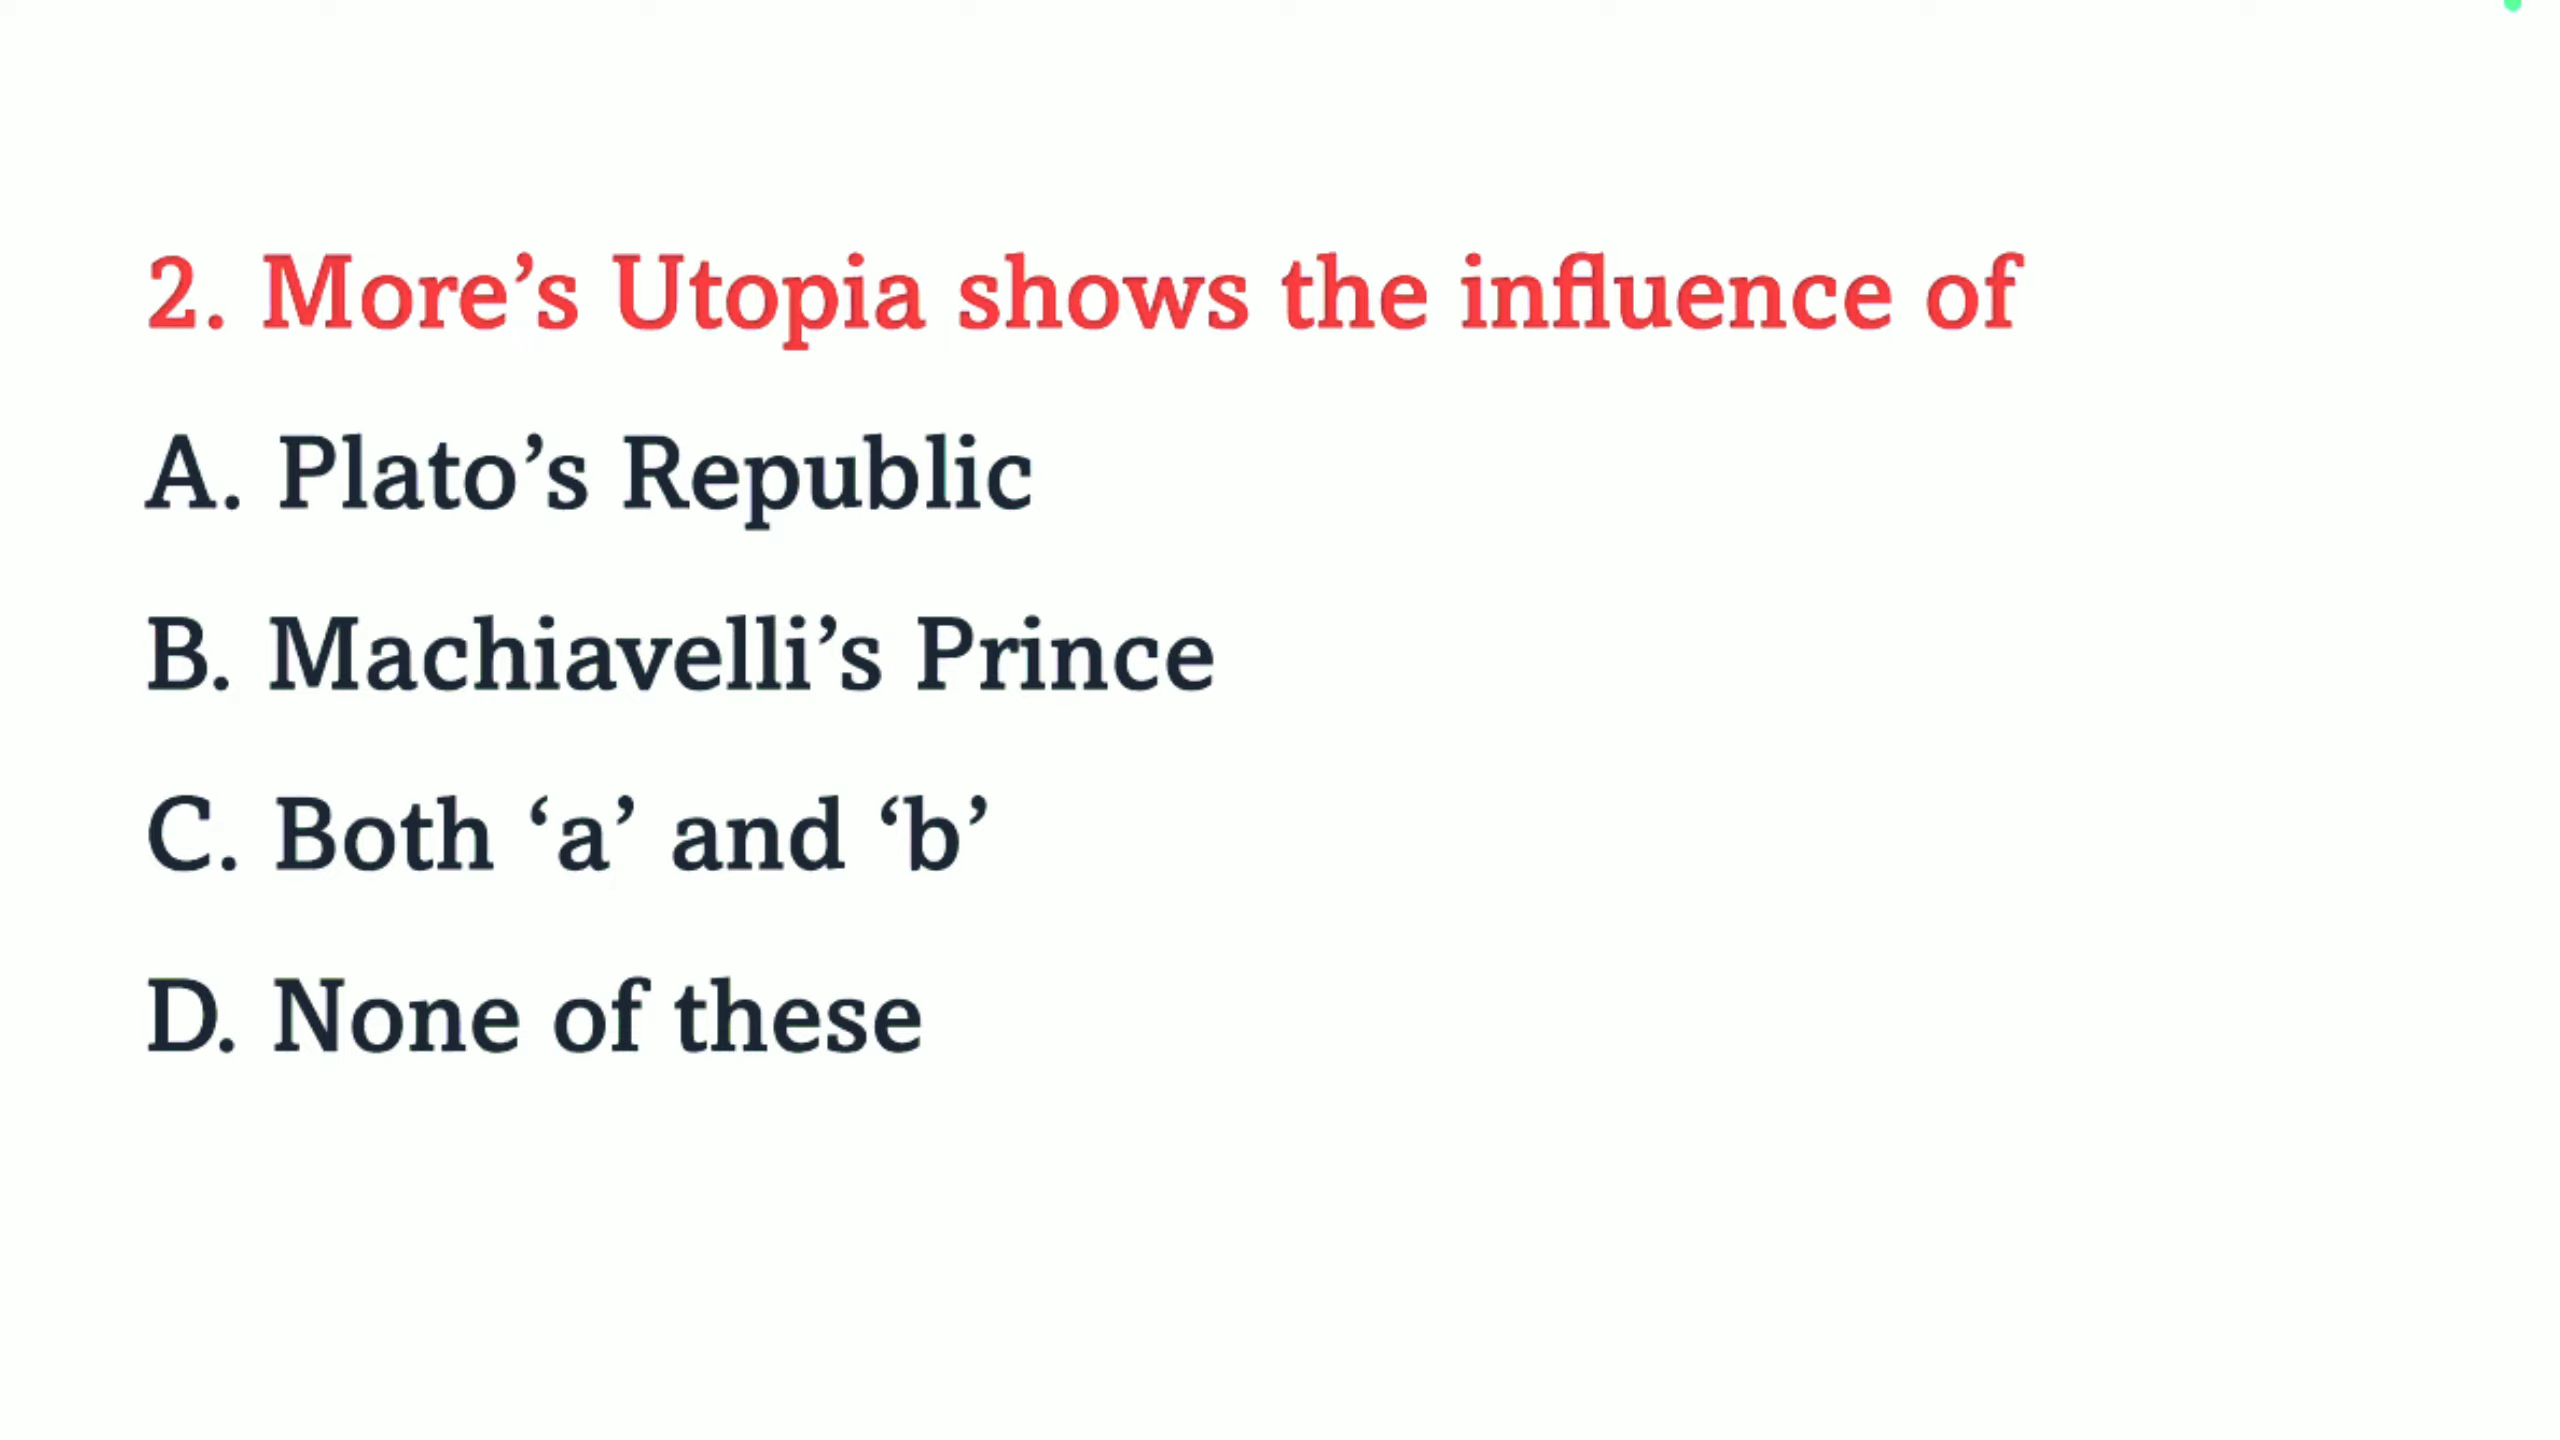 2. More’s Utopia shows the influence of
A. Plato’s Republic
B. Machiavelli’s Prince
C. Both ‘a’ and ‘b’
D. None of these